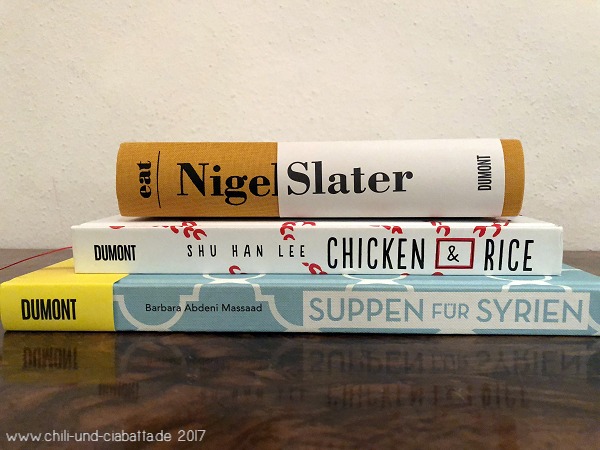 eat Nigel Slater DUMONT
DUMONT SHU HAN LEE CHICKEN & RICE
DUMONT Barbara Abdeni Massaad SUPPEN FÜR SYRIEN
www.chili-und-ciabatta.de 2017